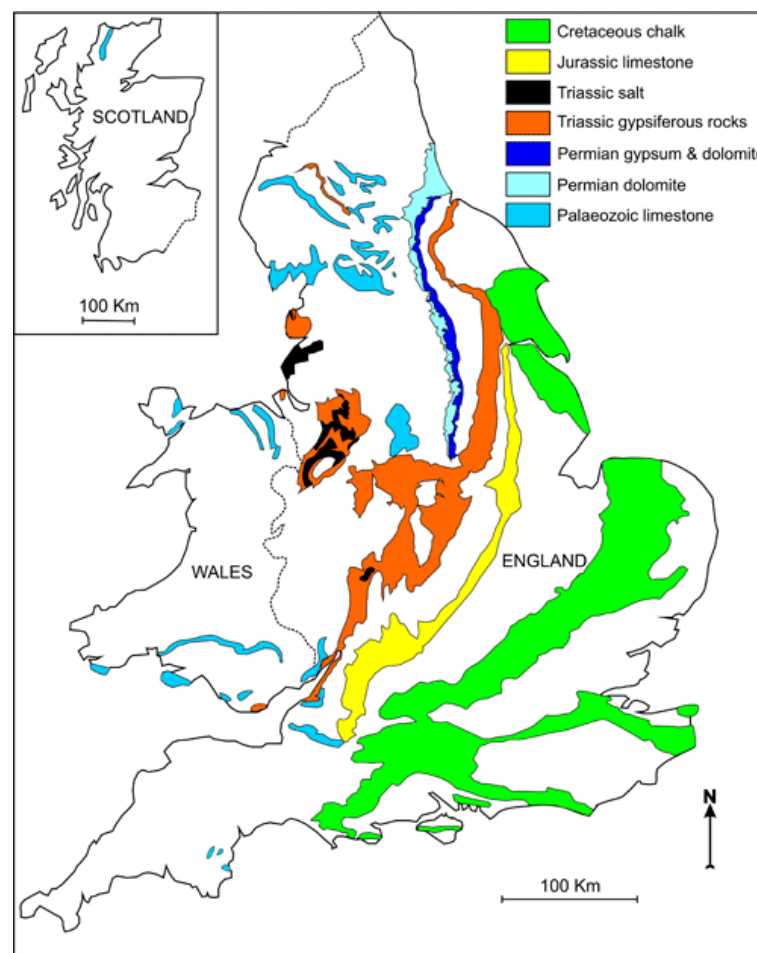 SCOTLAND
100 Km
Cretaceous chalk
Jurassic limestone
Triassic salt
Triassic gypsiferous rocks
Permian gypsum & dolomite
Permian dolomite
Palaeozoic limestone
WALES
ENGLAND
N
100 Km